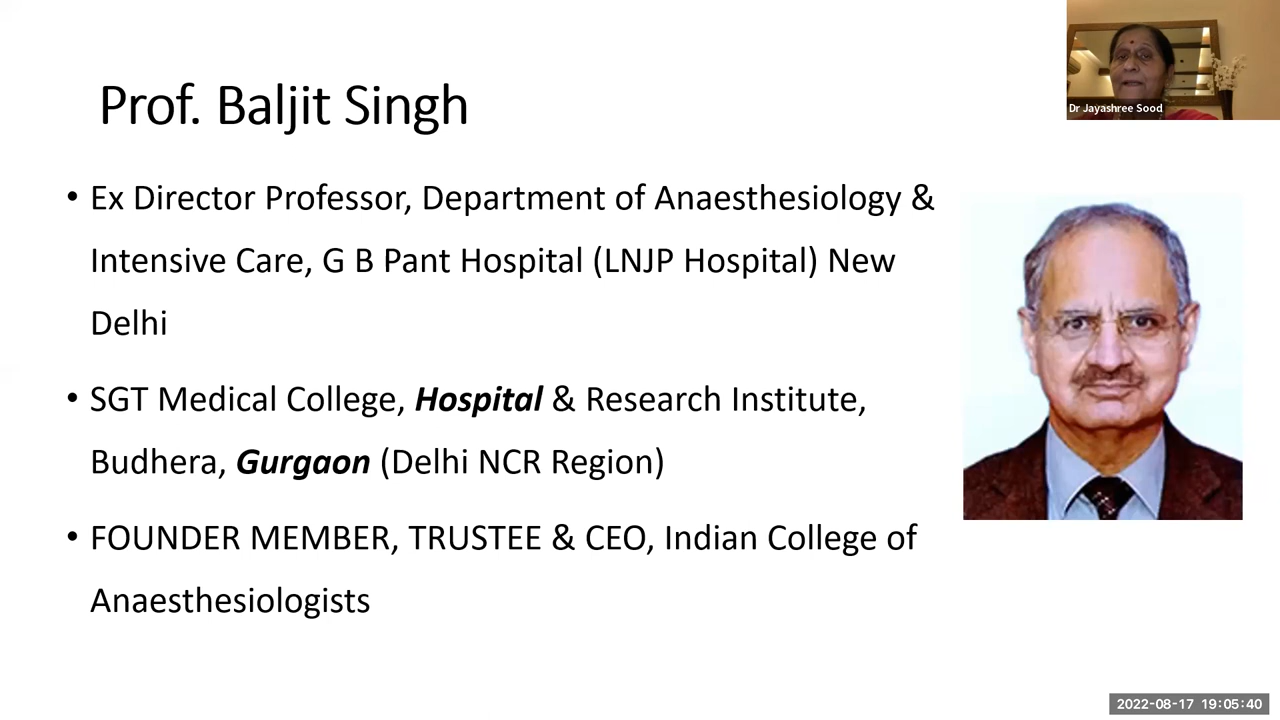 Dr Jayashree Sood
Prof. Baljit Singh
• Ex Director Professor, Department of Anaesthesiology &
Intensive Care, G B Pant Hospital (LNJP Hospital) New
Delhi
• SGT Medical College, Hospital & Research Institute,
Budhera, Gurgaon (Delhi NCR Region)
• FOUNDER MEMBER, TRUSTEE & CEO, Indian College of
Anaesthesiologists
2022-08-17 19:05:40